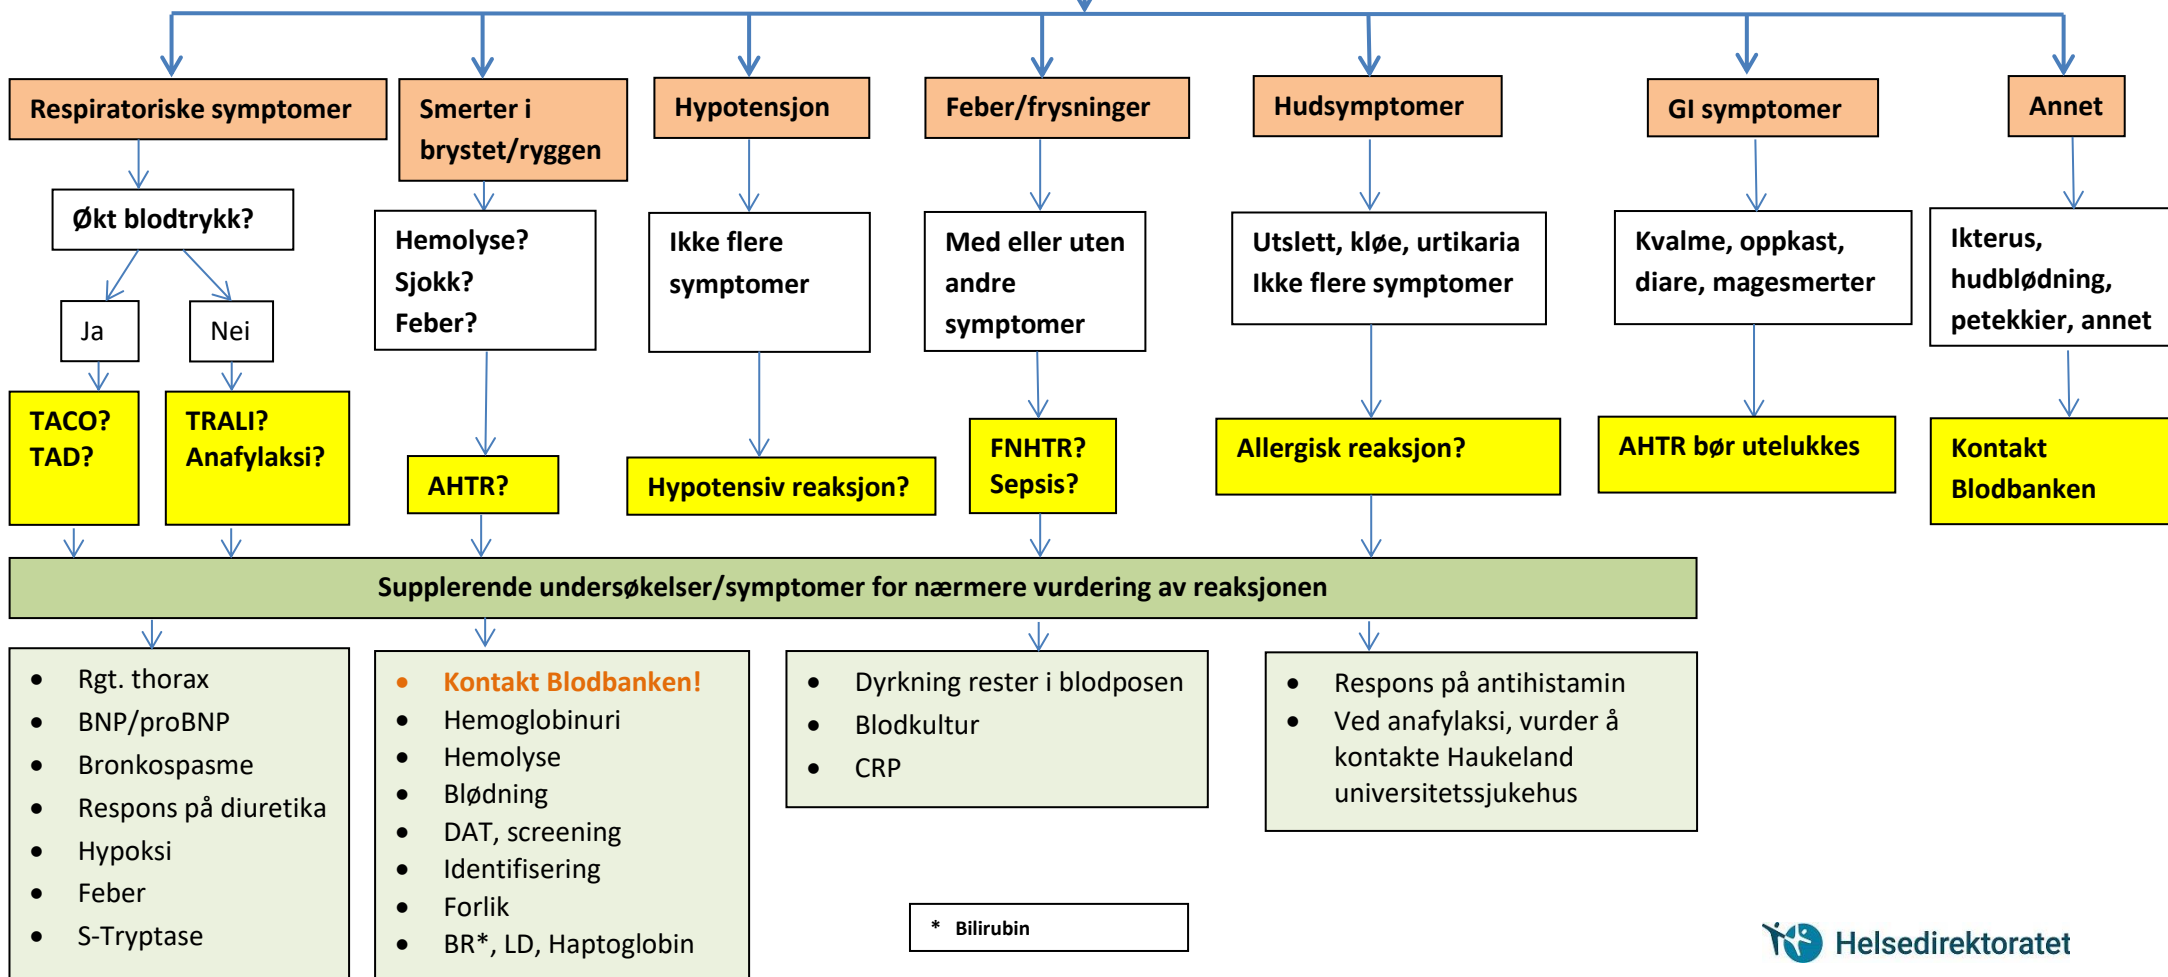 Respiratoriske symptomer
Smerter i
brystet/ryggen
Hypotensjon
Feber/frysninger
Hudsymptomer
GI symptomer
Annet
Økt blodtrykk?
Ja
Nei
Hemolyse?
Sjokk?
Feber?
Ikke flere
symptomer
Med eller uten
andre
symptomer
Utslett, kløe, urtikaria
Ikke flere symptomer
Kvalme, oppkast,
diare, magesmerter
Ikterus,
hudblødning,
petekkier, annet
TACO?
TAD?
TRALI?
Anafylaksi?
AHTR?
Hypotensiv reaksjon?
FNHTR?
Sepsis?
Allergisk reaksjon?
AHTR bør utelukkes
Kontakt
Blodbanken
Supplerende undersøkelser/symptomer for nærmere vurdering av reaksjonen
• Rgt. thorax
• BNP/proBNP
• Bronkospasme
• Respons på diuretika
• Hypoksi
• Feber
• S-Tryptase
• Kontakt Blodbanken!
• Hemoglobinuri
• Hemolyse
• Blødning
• DAT, screening
• Identifisering
• Forlik
• BR*, LD, Haptoglobin
• Dyrkning rester i blodposen
• Blodkultur
• CRP
• Respons på antihistamin
• Ved anafylaksi, vurder å
kontakte Haukeland
universitetssjukehus
* Bilirubin
Helsedirektoratet